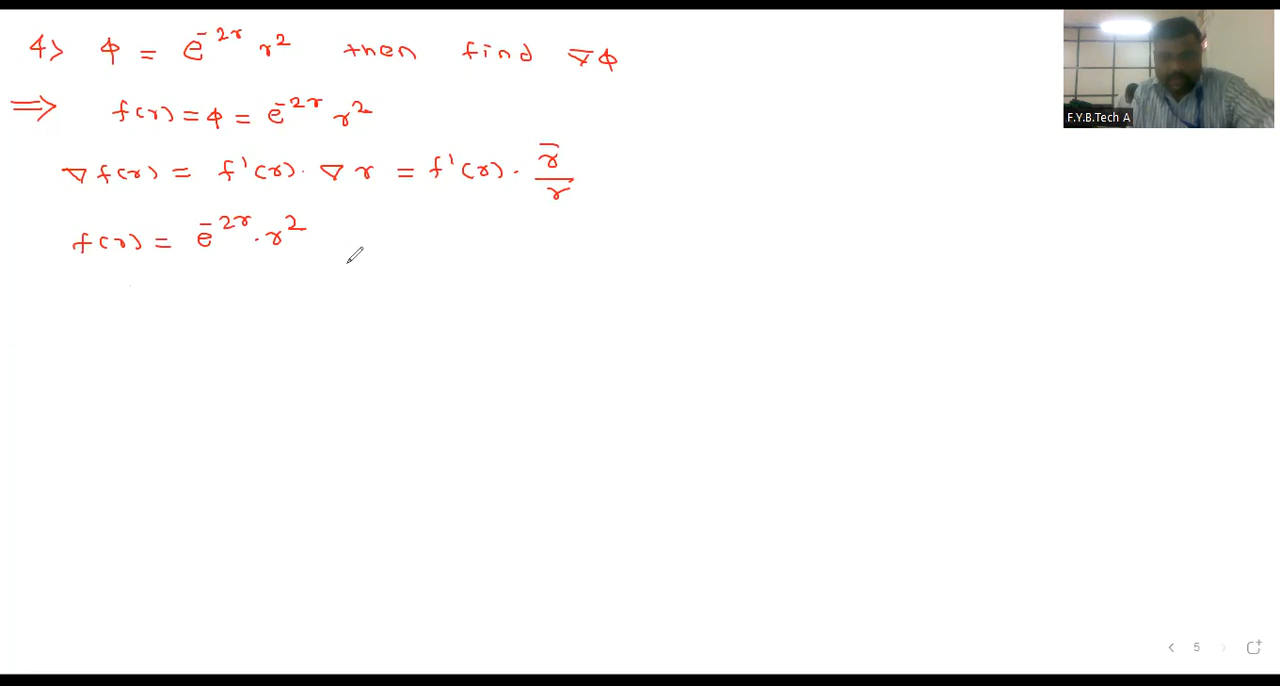 4> φ = e^-2r r^2 then find ∇φ
⇒ f(r) = φ = e^-2r r^2
∇ f(r) = f'(r). ∇ r = f'(r) . r̄/r
f(r) = e^-2r . r^2
F.Y.B.Tech A
5